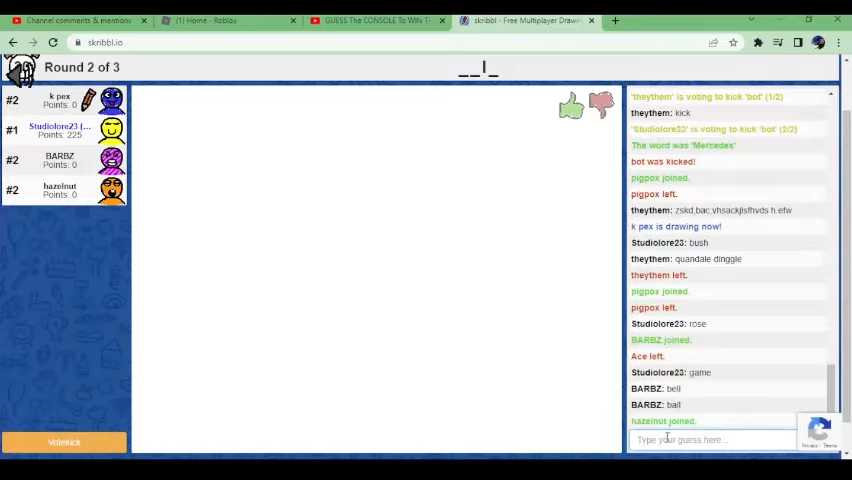 Channel comments & mentions
(1) Home - Roblox
GUESS The CONSOLE To WIN T
skribbl - Free Multiplayer Drawin
skribbl.io
Round 2 of 3
__l_
#2
k pex
Points: 0
#1
Studiolore23 (...
Points: 225
#2
BARBZ
Points: 0
#2
hazelnut
Points: 0
Votekick
'theythem' is voting to kick 'bot' (1/2)
theythem: kick
'Studiolore23' is voting to kick 'bot' (2/2)
The word was 'Mercedes'
bot was kicked!
pigpox joined.
pigpox left.
theythem: zskd,bac,vhsackjlsfhvds h.efw
k pex is drawing now!
Studiolore23: bush
theythem: quandale dinggle
theythem left.
pigpox joined.
pigpox left.
Studiolore23: rose
BARBZ joined.
Ace left.
Studiolore23: game
BARBZ: bell
BARBZ: ball
hazelnut joined.
Type your guess here...
Privacy - Terms